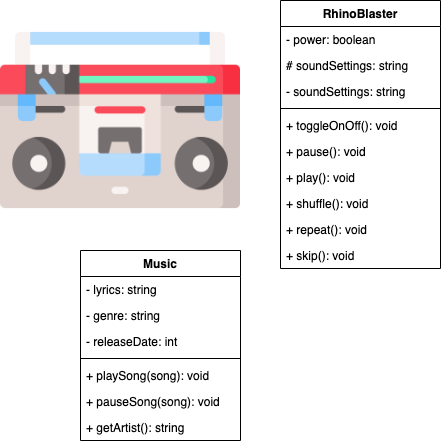 RhinoBlaster
- power: boolean
# soundSettings: string
- soundSettings: string
+ toggleOnOff(): void
+ pause(): void
+ play(): void
+ shuffle(): void
+ repeat(): void
+ skip(): void
Music
- lyrics: string
- genre: string
- releaseDate: int
+ playSong(song): void
+ pauseSong(song): void
+ getArtist(): string